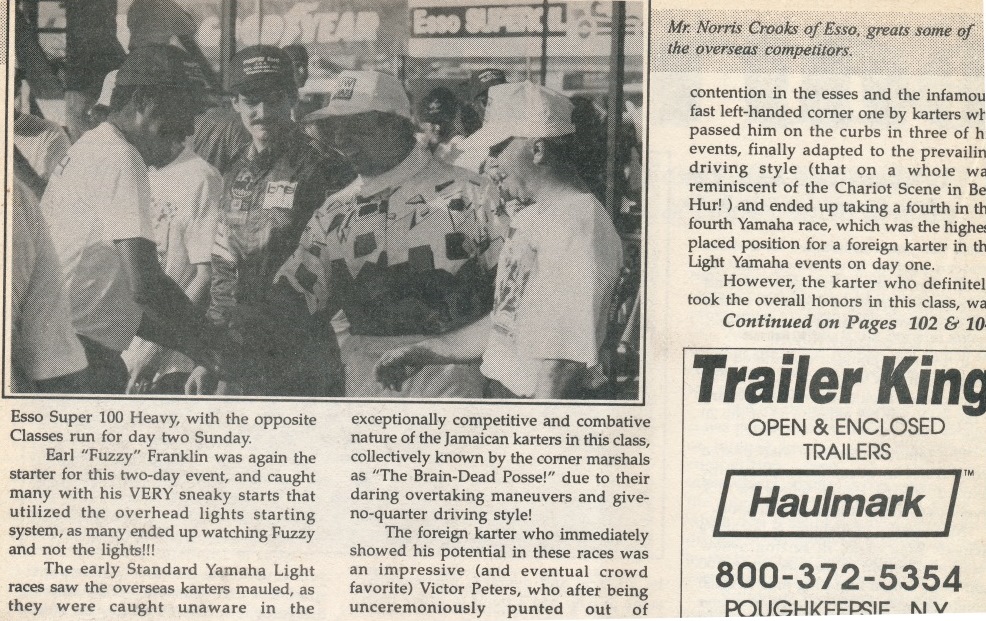 GOODYEAR
Esso SUPER
Mr. Norris Crooks of Esso, greats some of
the overseas competitors.
Esso Super 100 Heavy, with the opposite
Classes run for day two Sunday.
Earl “Fuzzy” Franklin was again the
starter for this two-day event, and caught
many with his VERY sneaky starts that
utilized the overhead lights starting
system, as many ended up watching Fuzzy
and not the lights!!!
The early Standard Yamaha Light
races saw the overseas karters mauled, as
they were caught unaware in the
exceptionally competitive and combative
nature of the Jamaican karters in this class,
collectively known by the corner marshals
as “The Brain-Dead Posse!” due to their
daring overtaking maneuvers and give-
no-quarter driving style!
The foreign karter who immediately
showed his potential in these races was
an impressive (and eventual crowd
favorite) Victor Peters, who after being
unceremoniously punted out of
contention in the esses and the infamou
fast left-handed corner one by karters wh
passed him on the curbs in three of h
events, finally adapted to the prevailin
driving style (that on a whole wa
reminiscent of the Chariot Scene in Be
Hur! ) and ended up taking a fourth in th
fourth Yamaha race, which was the highes
placed position for a foreign karter in th
Light Yamaha events on day one.
However, the karter who definitel
took the overall honors in this class, wa
Continued on Pages 102 & 10
Trailer King
OPEN & ENCLOSED
TRAILERS
Haulmark™
800-372-5354
POUGHKEEPSIE, N.Y.